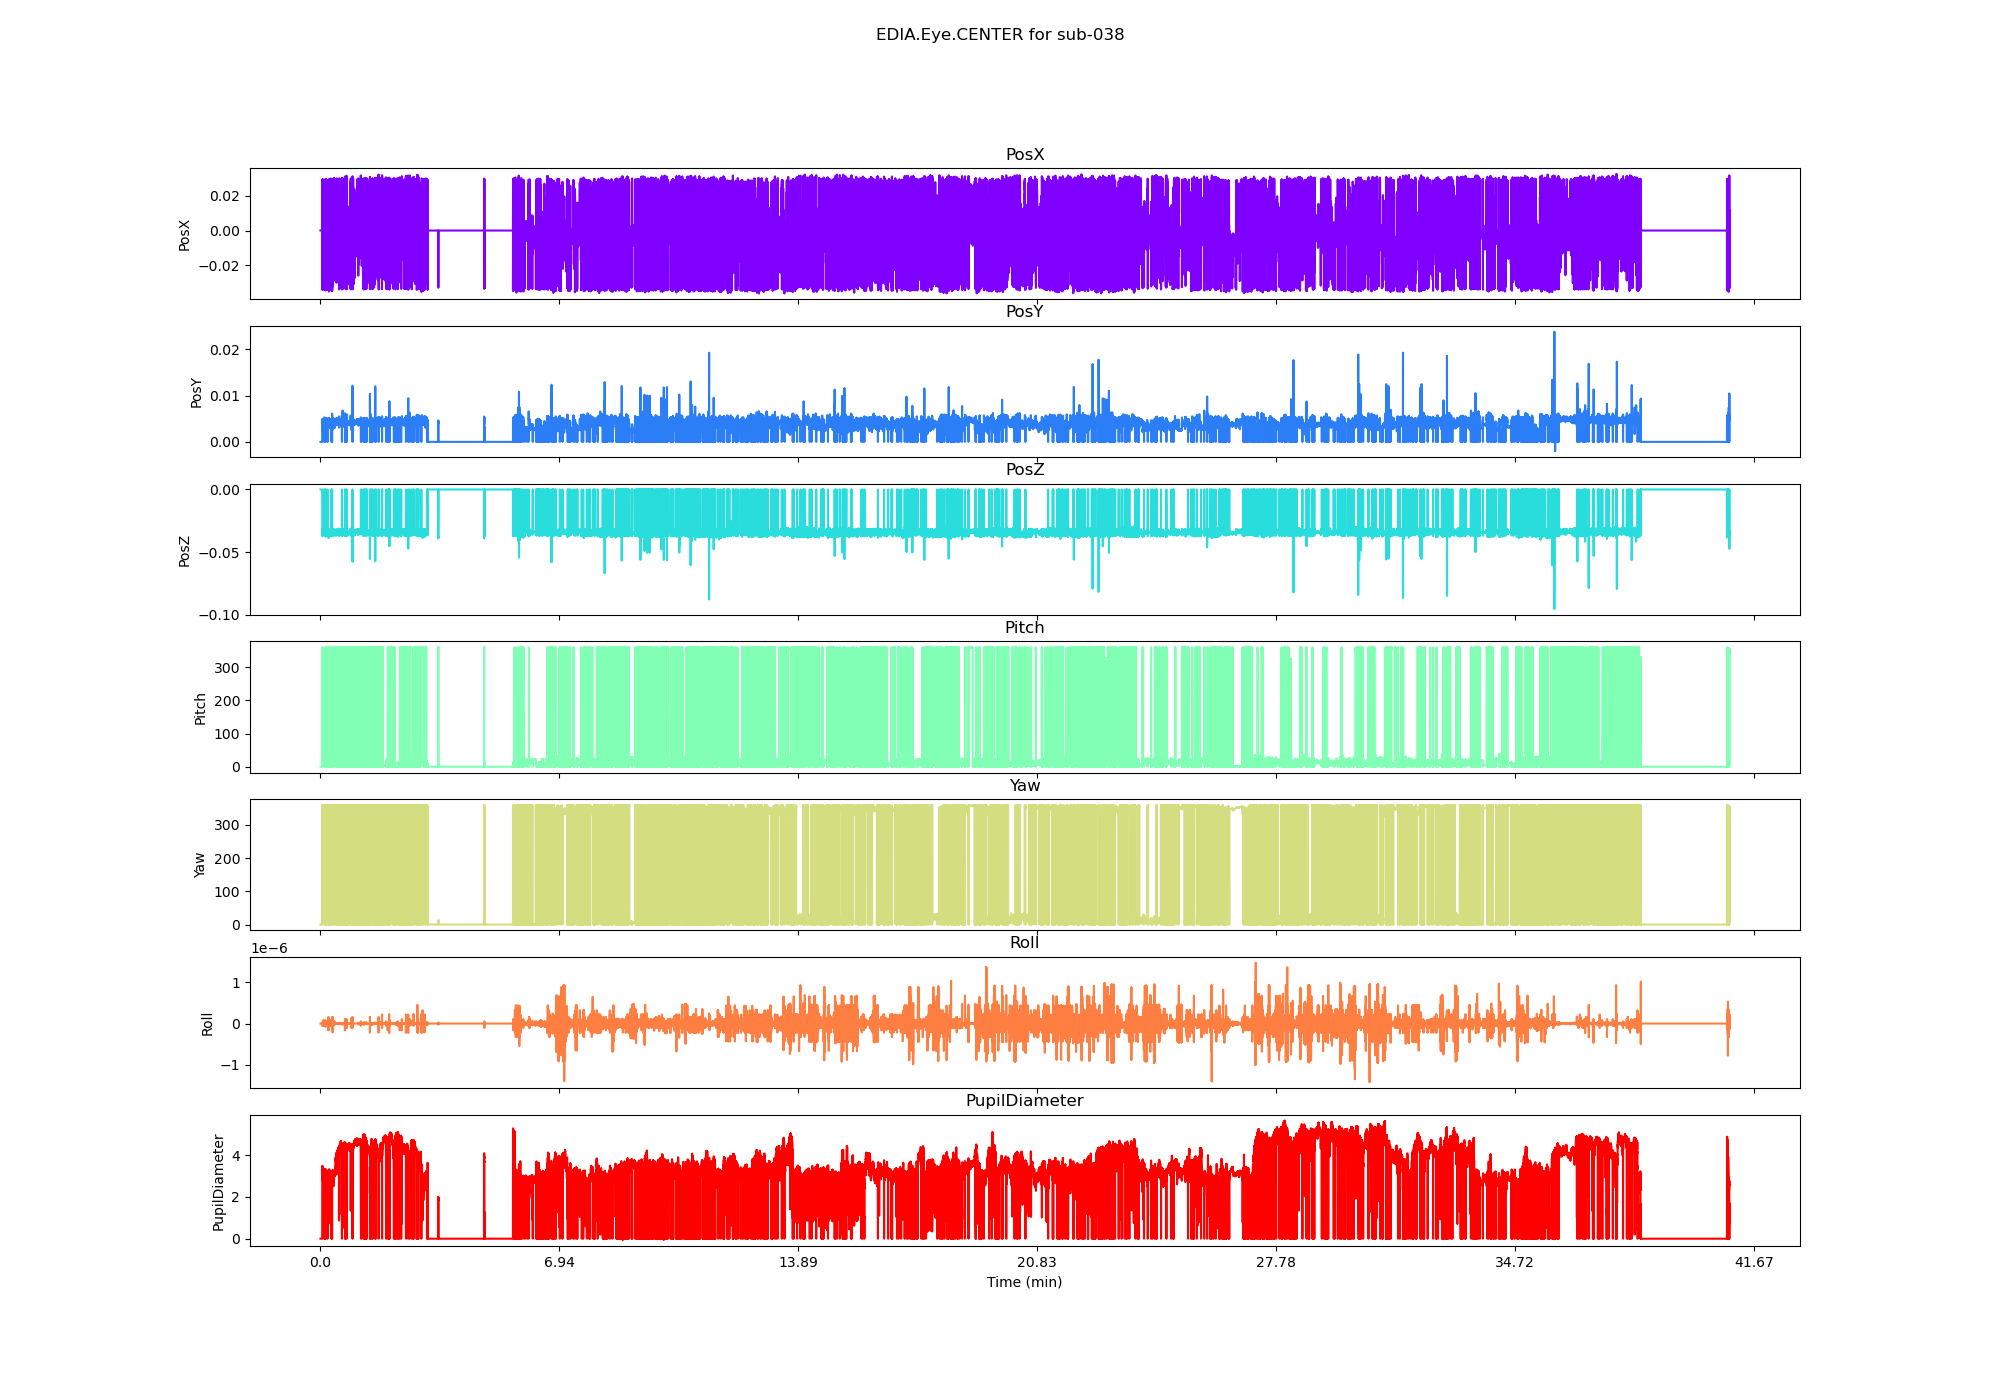 EDIA.Eye.CENTER for sub-038
PosX
PosX
0.02
0.00
−0.02
PosY
PosY
0.02
0.01
0.00
PosZ
PosZ
0.00
−0.05
−0.10
Pitch
Pitch
300
200
100
0
Yaw
Yaw
300
200
100
0
1e−6
Roll
Roll
1
0
−1
PupilDiameter
PupilDiameter
4
2
0
0.0 6.94 13.89 20.83 27.78 34.72 41.67
Time (min)